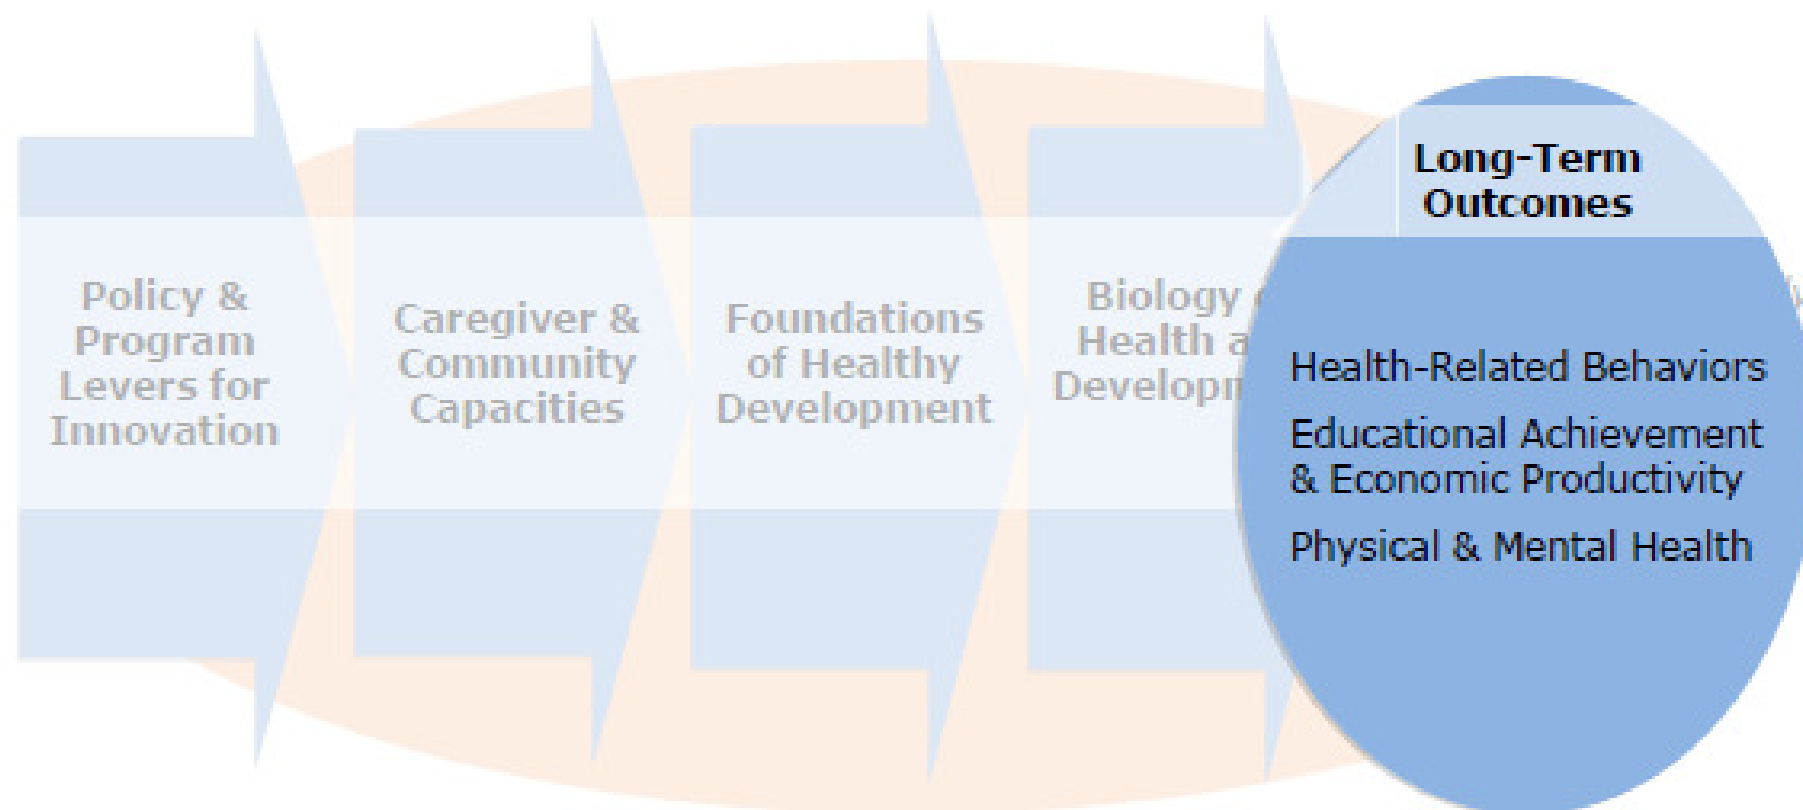 Policy &
Program
Levers for
Innovation
Caregiver &
Community
Capacities
Foundations
of Healthy
Development
Biology
Health
Long-Term
Outcomes
Health-Related Behaviors
Educational Achievement
& Economic Productivity
Physical & Mental Health